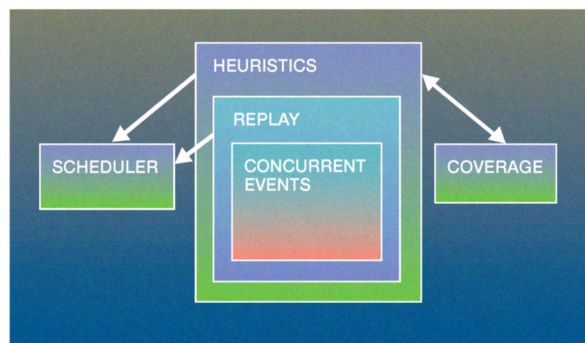 HEURISTICS
REPLAY
SCHEDULER
CONCURRENT
EVENTS
COVERAGE